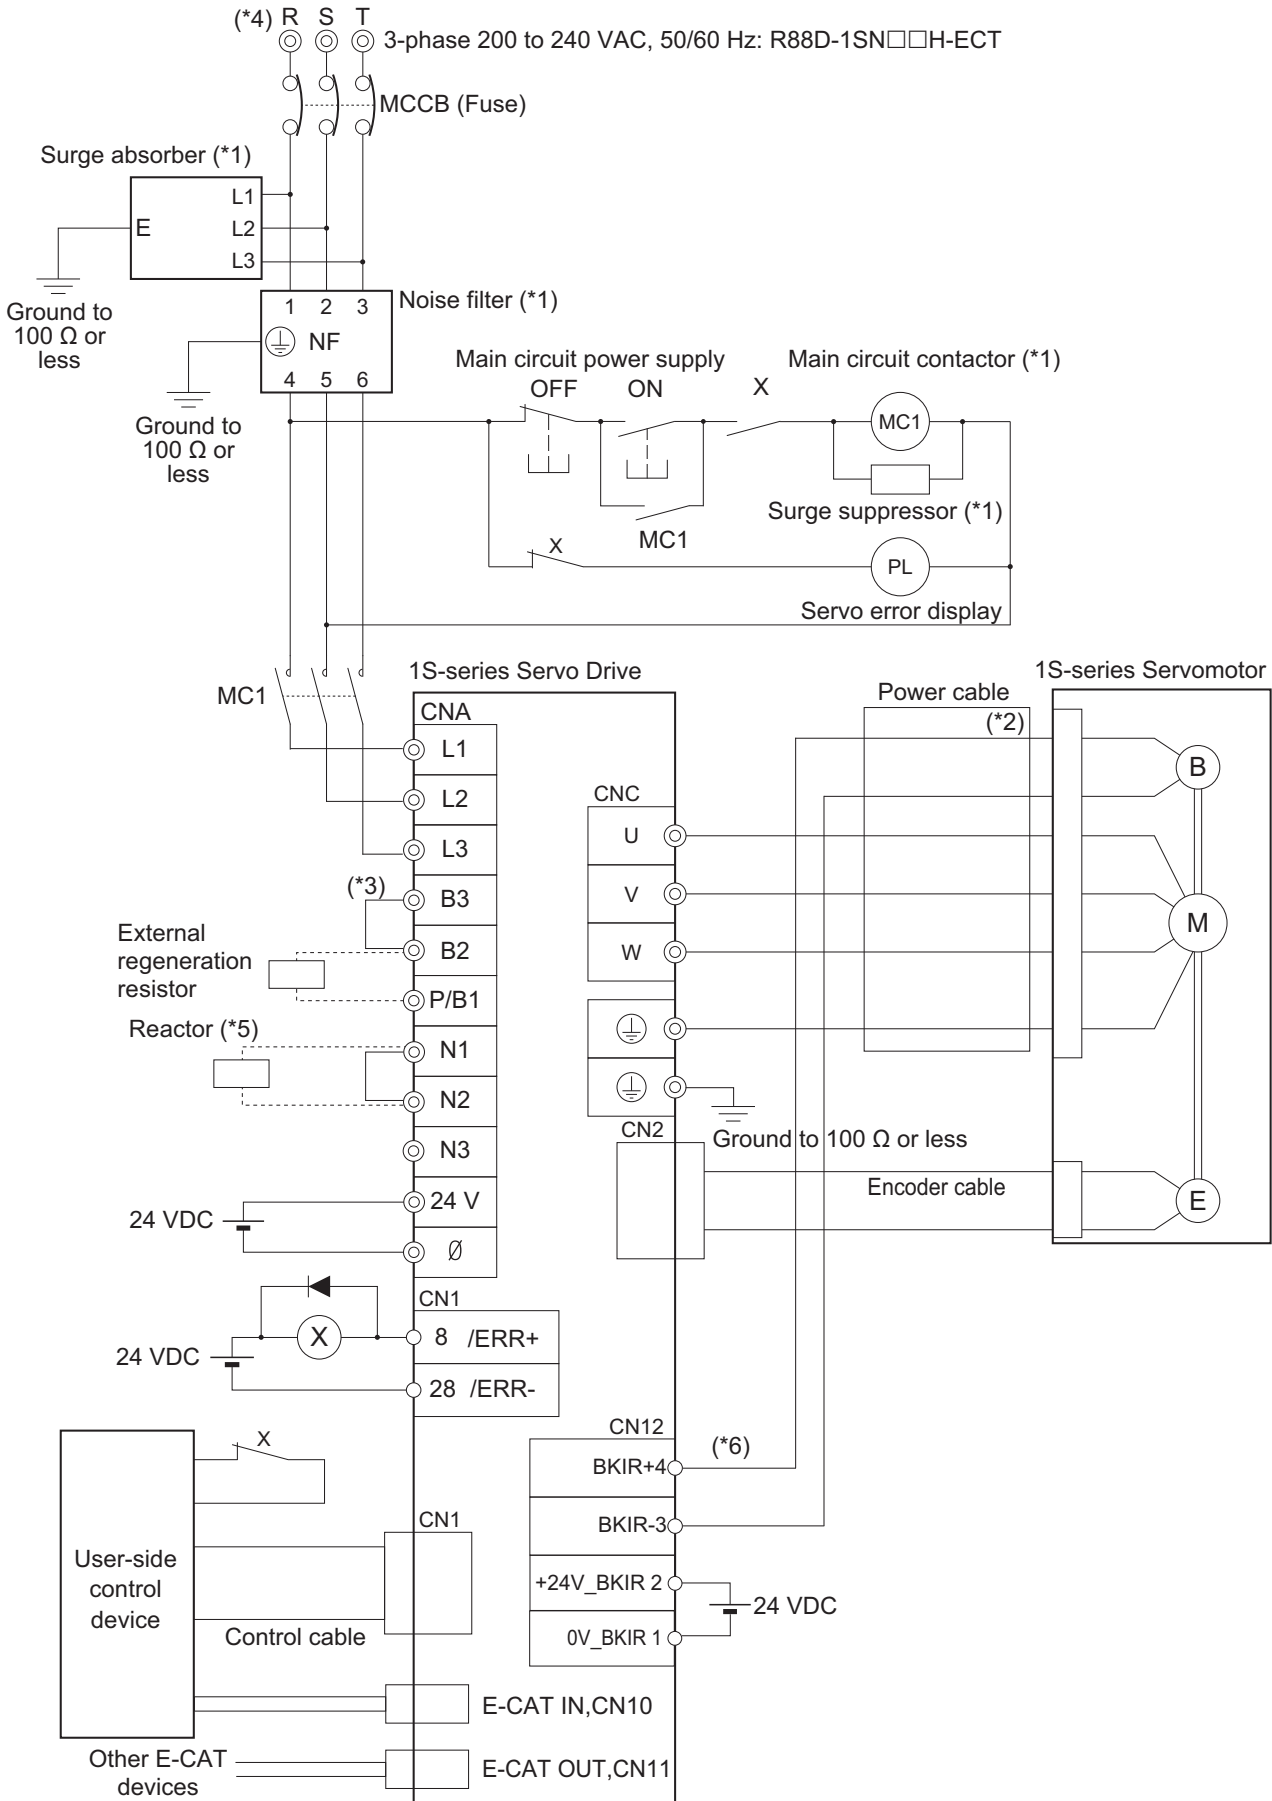 (*4) R S T
3-phase 200 to 240 VAC, 50/60 Hz: R88D-1SN□□H-ECT
MCCB (Fuse)
Surge absorber (*1)
L1
E L2
L3
Ground to
100 Ω or
less
1 2 3
Noise filter (*1)
NF
4 5 6
Ground to
100 Ω or
less
Main circuit power supply
OFF ON
X
Main circuit contactor (*1)
MC1
Surge suppressor (*1)
MC1
X
PL
Servo error display
MC1
1S-series Servo Drive
CNA
L1
L2
L3
(*3)
B3
B2
P/B1
External
regeneration
resistor
Reactor (*5)
N1
N2
N3
24 V
Ø
24 VDC
CNC
U
V
W
Ground to 100 Ω or less
CN2
Power cable
(*2)
1S-series Servomotor
B
M
E
Encoder cable
CN1
8 /ERR+
28 /ERR-
X
24 VDC
CN12
BKIR+4
BKIR-3
+24V_BKIR 2
0V_BKIR 1
(*6)
24 VDC
X
User-side
control
device
CN1
Control cable
E-CAT IN,CN10
Other E-CAT
devices
E-CAT OUT,CN11